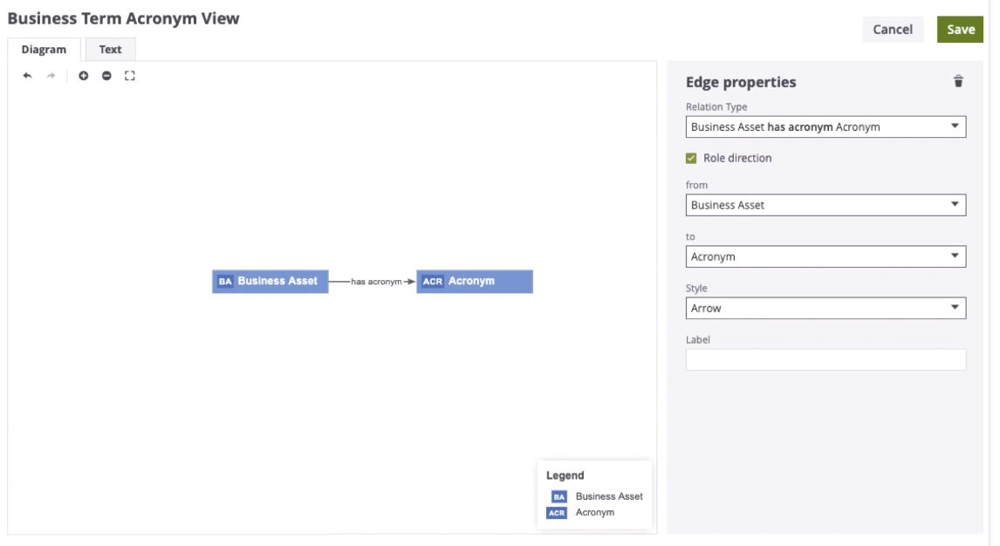 Business Term Acronym View
Cancel
Save
Diagram
Text
Edge properties
Relation Type
Business Asset has acronym Acronym
Role direction
from
Business Asset
to
Acronym
Style
Arrow
Label
BA Business Asset
has acronym
ACR Acronym
Legend
BA Business Asset
ACR Acronym